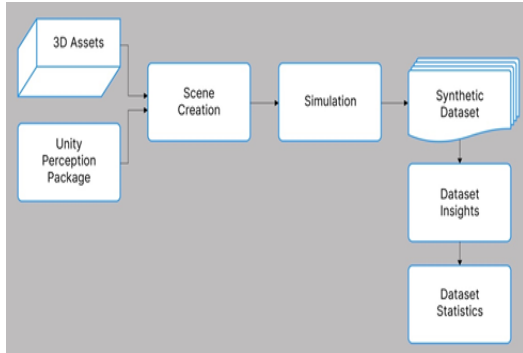 3D Assets
Scene
Creation
Simulation
Synthetic
Dataset
Unity
Perception
Package
Dataset
Insights
Dataset
Statistics